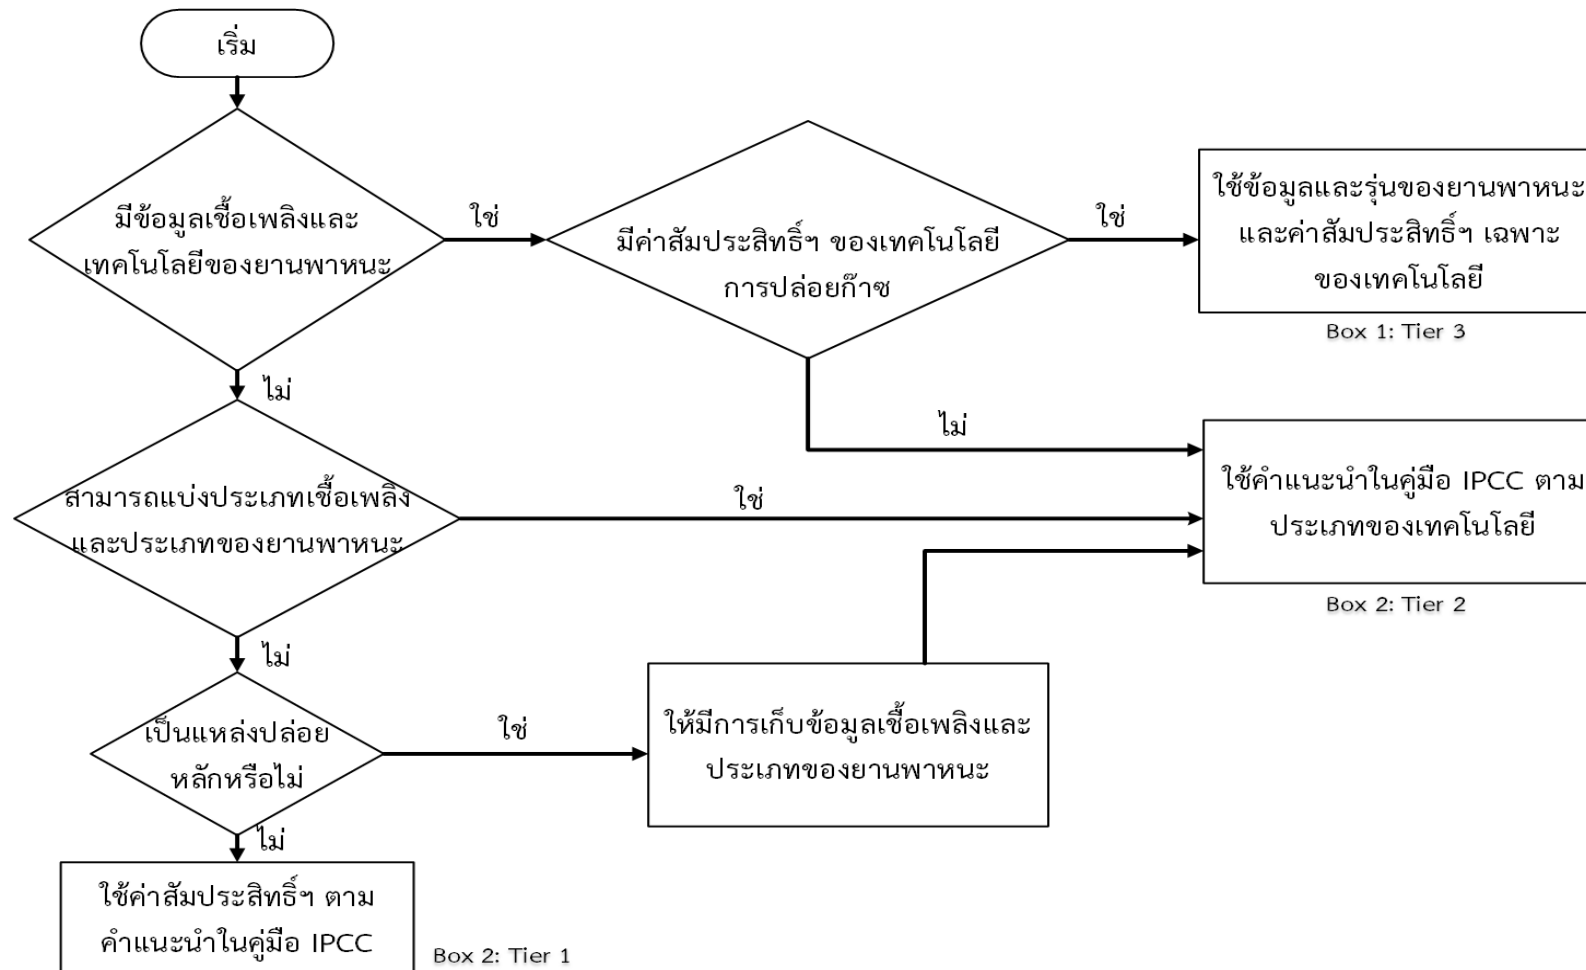 เริ่ม
มีข้อมูลเชื้อเพลิงและ
เทคโนโลยีของยานพาหนะ
ใช่
มีค่าสัมประสิทธิ์ฯ ของเทคโนโลยี
การปล่อยก๊าซ
ใช่
ใช้ข้อมูลและรุ่นของยานพาหนะ
และค่าสัมประสิทธิ์ฯ เฉพาะ
ของเทคโนโลยี
Box 1: Tier 3
ไม่
ไม่
สามารถแบ่งประเภทเชื้อเพลิง
และประเภทของยานพาหนะ
ใช่
ใช้คำแนะนำในคู่มือ IPCC ตาม
ประเภทของเทคโนโลยี
Box 2: Tier 2
ไม่
เป็นแหล่งปล่อย
หลักหรือไม่
ใช่
ให้มีการเก็บข้อมูลเชื้อเพลิงและ
ประเภทของยานพาหนะ
ไม่
ใช้ค่าสัมประสิทธิ์ฯ ตาม
คำแนะนำในคู่มือ IPCC
Box 2: Tier 1